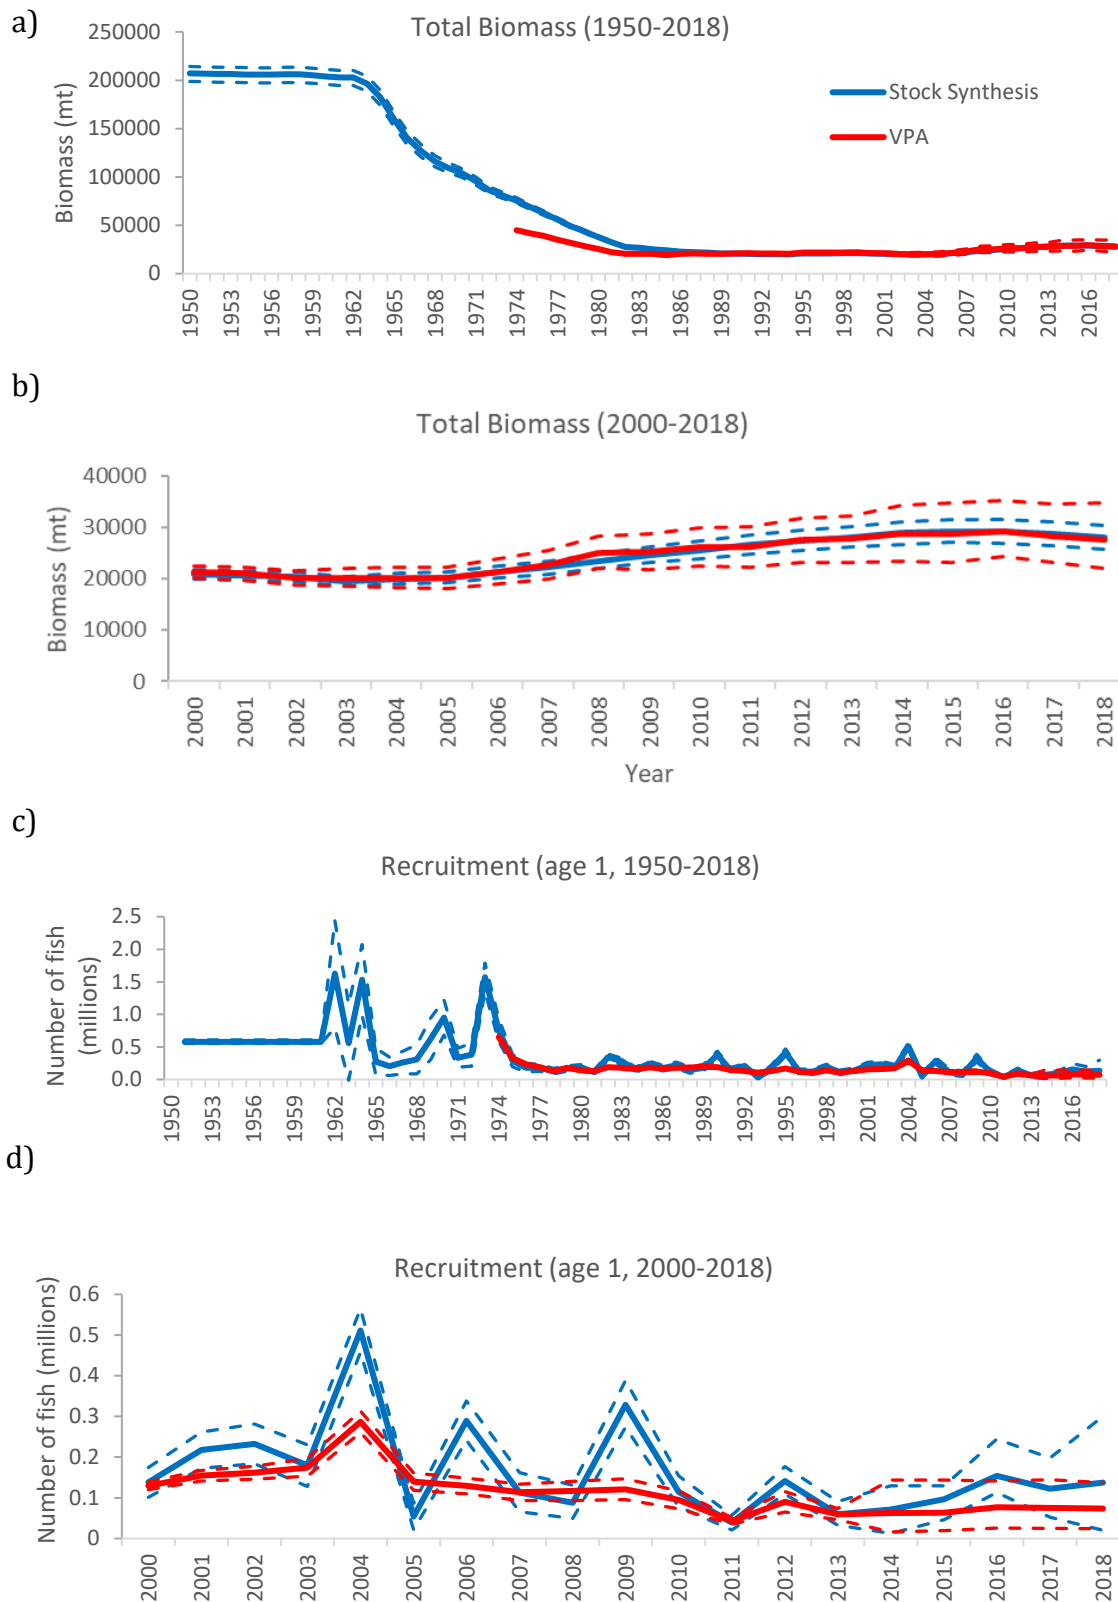 a)
Total Biomass (1950-2018)
Biomass (mt)
250000
200000
150000
100000
50000
0
Stock Synthesis
VPA
1950 1953 1956 1959 1962 1965 1968 1971 1974 1977 1980 1983 1986 1989 1992 1995 1998 2001 2004 2007 2010 2013 2016
b)
Total Biomass (2000-2018)
Biomass (mt)
40000
30000
20000
10000
0
2000 2001 2002 2003 2004 2005 2006 2007 2008 2009 2010 2011 2012 2013 2014 2015 2016 2017 2018
Year
c)
Recruitment (age 1, 1950-2018)
Number of fish
(millions)
2.5
2.0
1.5
1.0
0.5
0.0
1950 1953 1956 1959 1962 1965 1968 1971 1974 1977 1980 1983 1986 1989 1992 1995 1998 2001 2004 2007 2010 2013 2016
d)
Recruitment (age 1, 2000-2018)
Number of fish (millions)
0.6
0.5
0.4
0.3
0.2
0.1
0
2000 2001 2002 2003 2004 2005 2006 2007 2008 2009 2010 2011 2012 2013 2014 2015 2016 2017 2018